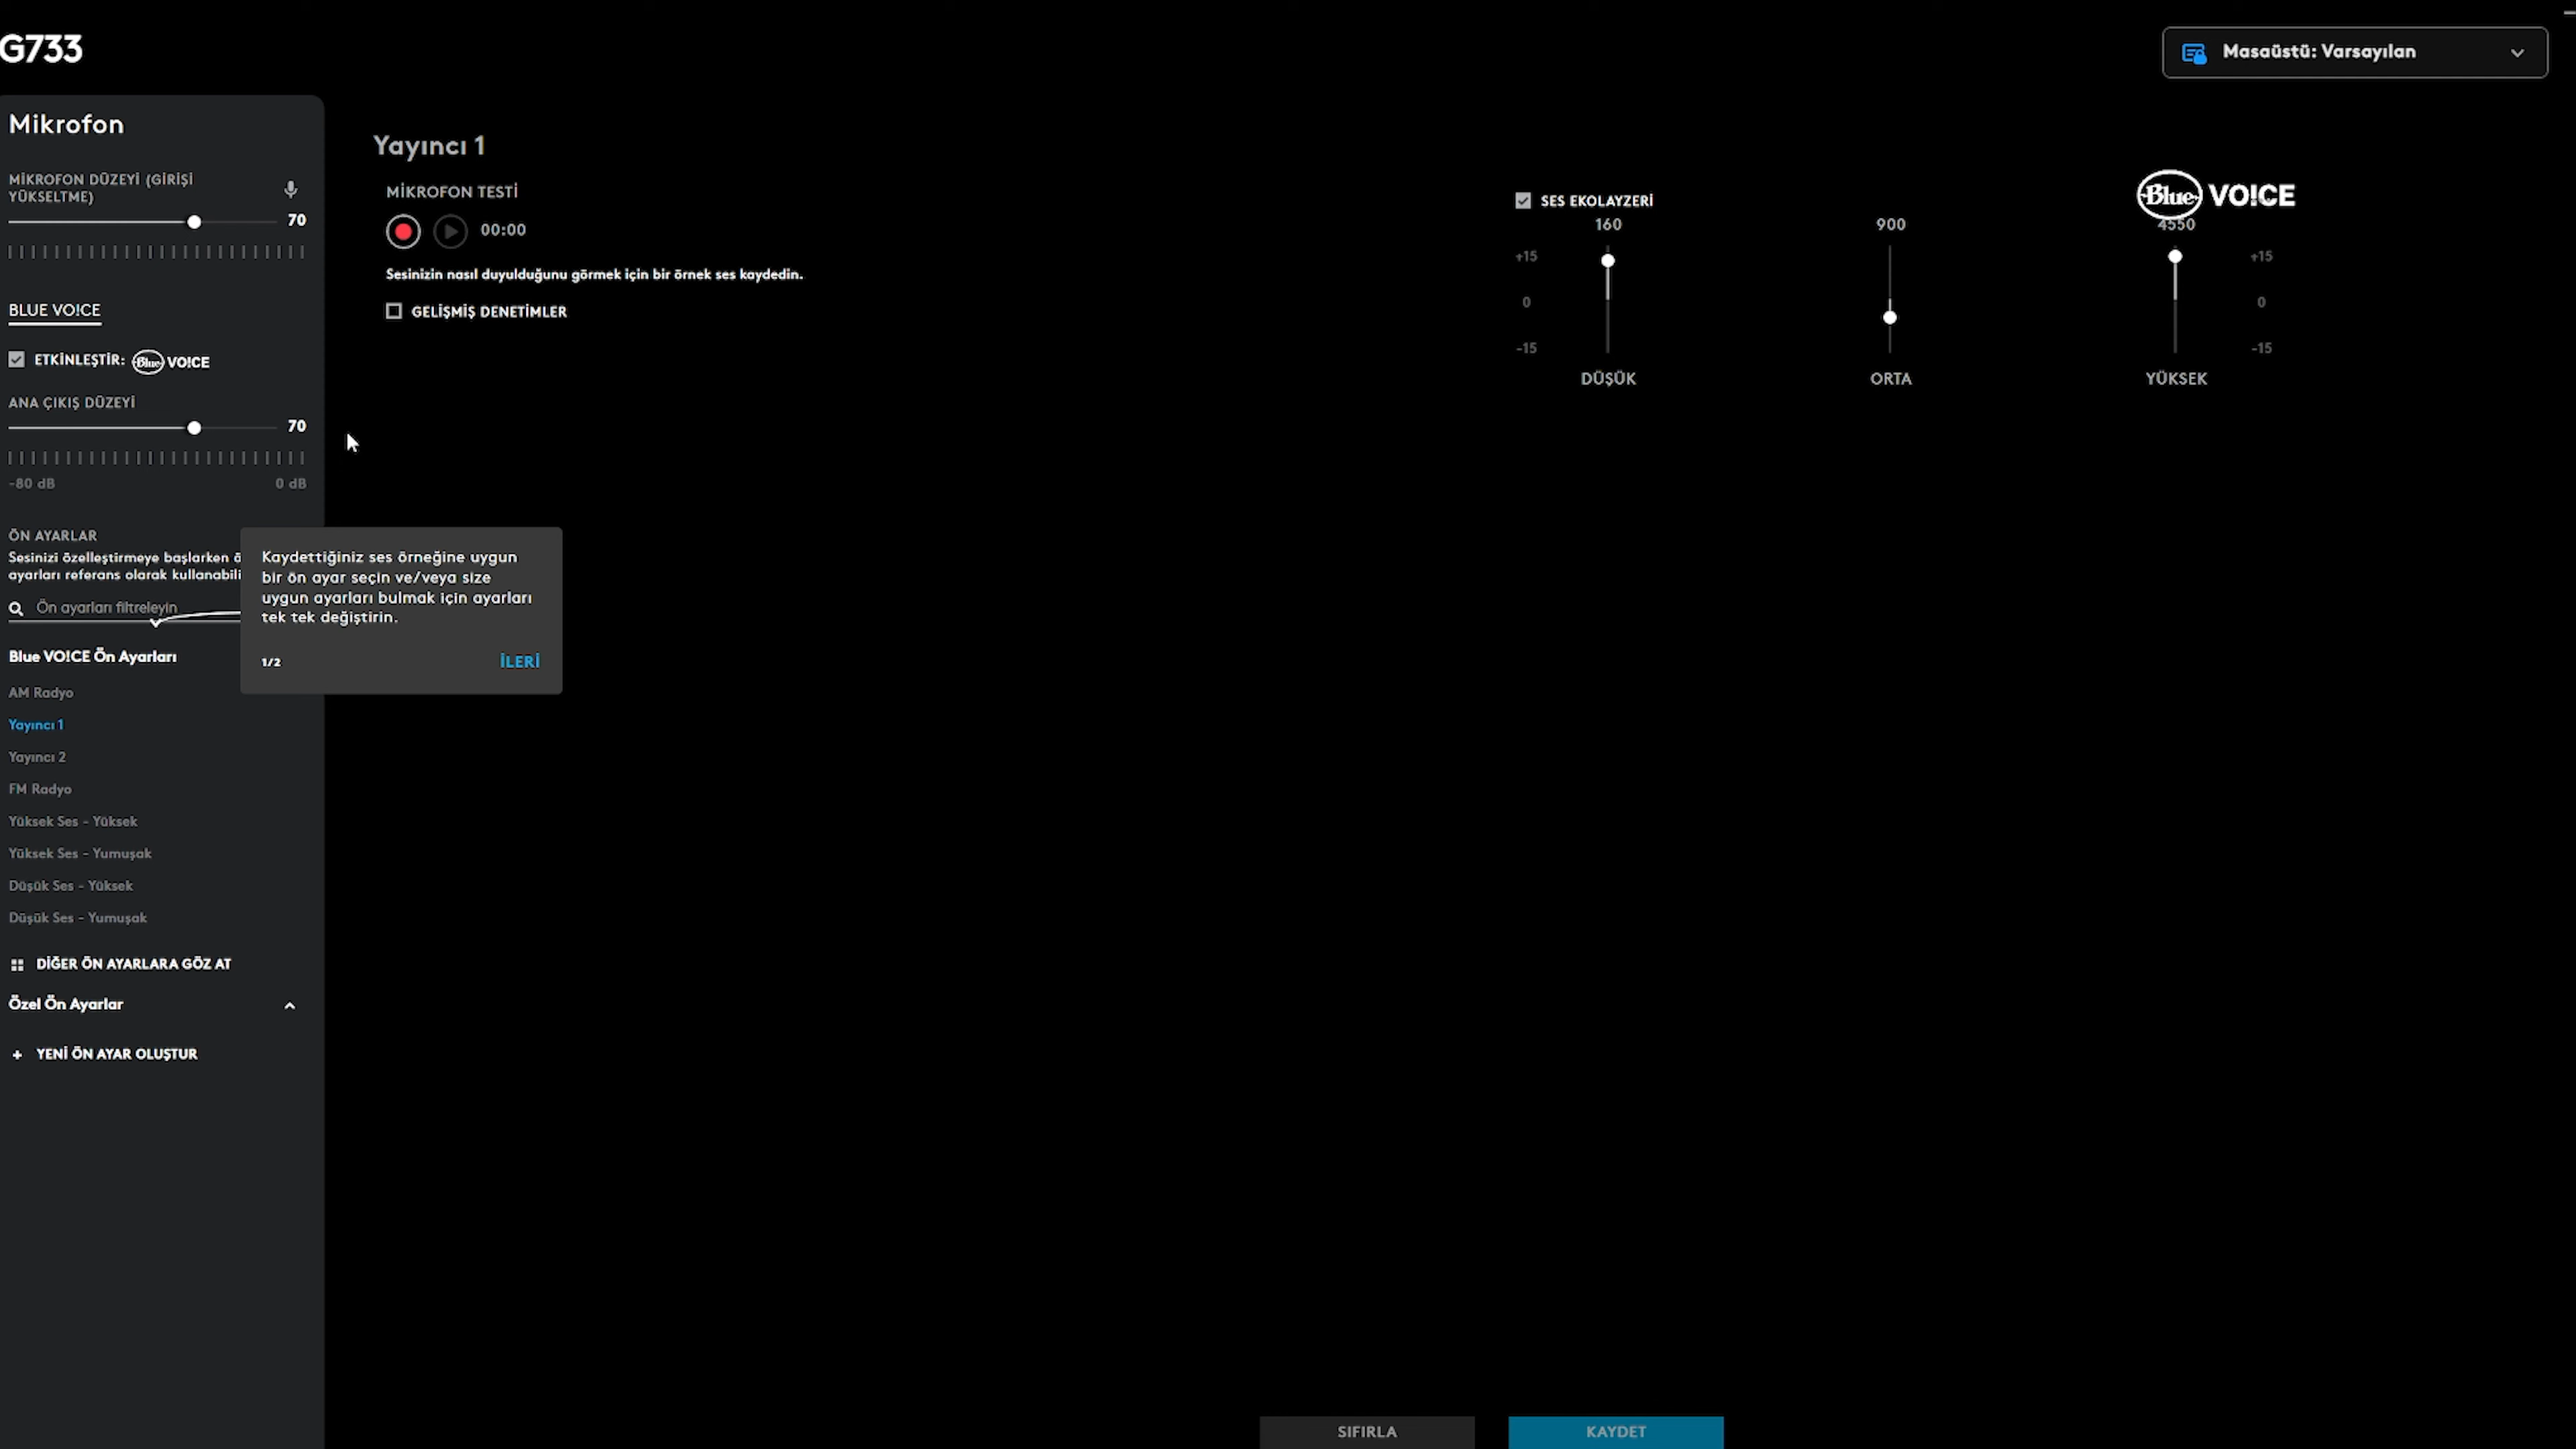 G733
Masaüstü: Varsayılan
Mikrofon
MİKROFON DÜZEYİ (GİRİŞİ
YÜKSELTME)
70
BLUE VO!CE
ETKİNLEŞTİR: Blue VO!CE
ANA ÇIKIŞ DÜZEYİ
70
-80 dB 0 dB
ÖN AYARLAR
Sesinizi özelleştirmeye başlarken ö
ayarları referans olarak kullanabili
Ön ayarları filtreleyin
Blue VO!CE Ön Ayarları
AM Radyo
Yayıncı 1
Yayıncı 2
FM Radyo
Yüksek Ses - Yüksek
Yüksek Ses - Yumuşak
Düşük Ses - Yüksek
Düşük Ses - Yumuşak
DİĞER ÖN AYARLARA GÖZ AT
Özel Ön Ayarlar
+ YENİ ÖN AYAR OLUŞTUR
Kaydettiğiniz ses örneğine uygun
bir ön ayar seçin ve/veya size
uygun ayarları bulmak için ayarları
tek tek değiştirin.
1/2 İLERİ
Yayıncı 1
MİKROFON TESTİ
00:00
Sesinizin nasıl duyulduğunu görmek için bir örnek ses kaydedin.
GELİŞMİŞ DENETİMLER
SES EKOLAYZERİ
Blue VO!CE
160 900 4550
+15 +15
0 0
-15 -15
DÜŞÜK ORTA YÜKSEK
SIFIRLA KAYDET